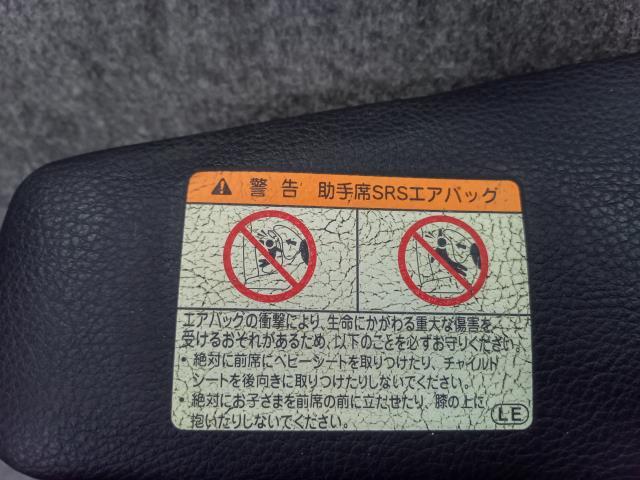 警告 助手席SRSエアバッグ
エアバッグの衝撃により、生命にかがわる重大な傷害を
受けるおそれがあるため、以下のことを必ずお守りください。
・絶対に前席にベビーシートを取りつけたり、チャイルド
シートを後向きに取りつけたりしないでください。
・絶対にお子さまを前席の前に立たせたり、膝の上に
抱いたりしないでください。
LE